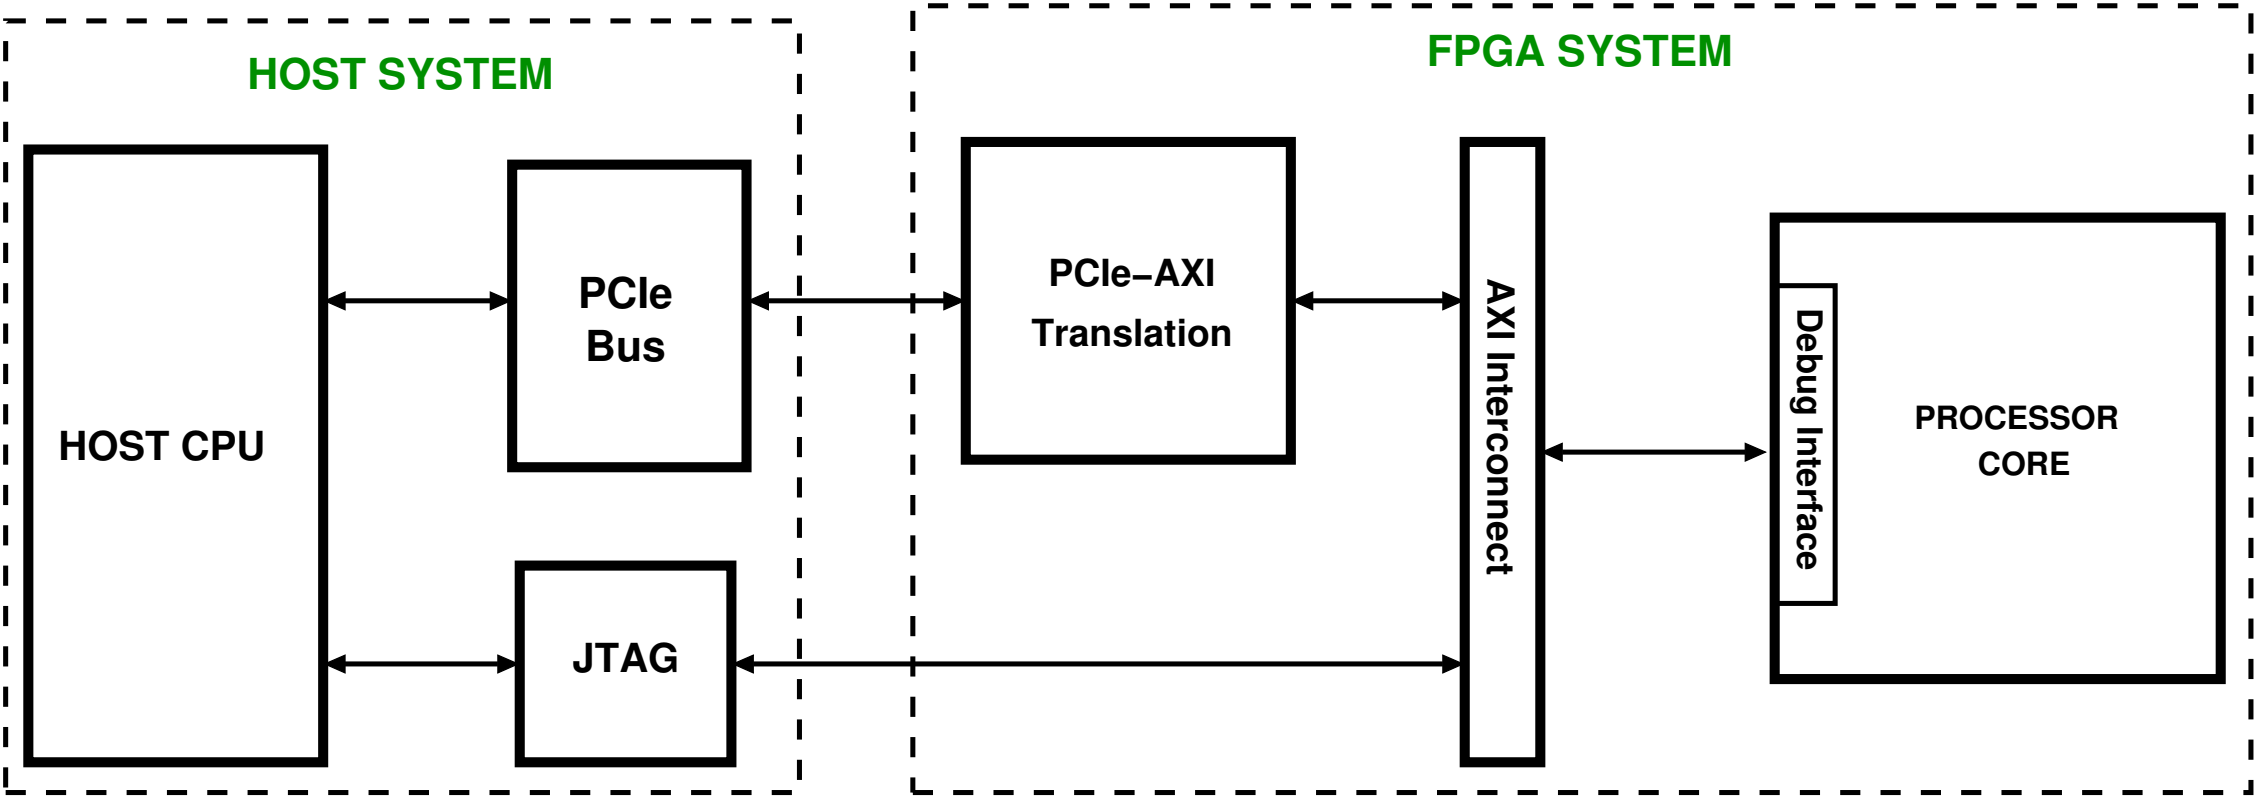 HOST SYSTEM
FPGA SYSTEM
HOST CPU
PCIe
Bus
JTAG
PCIe–AXI
Translation
AXI Interconnect
Debug Interface
PROCESSOR
CORE